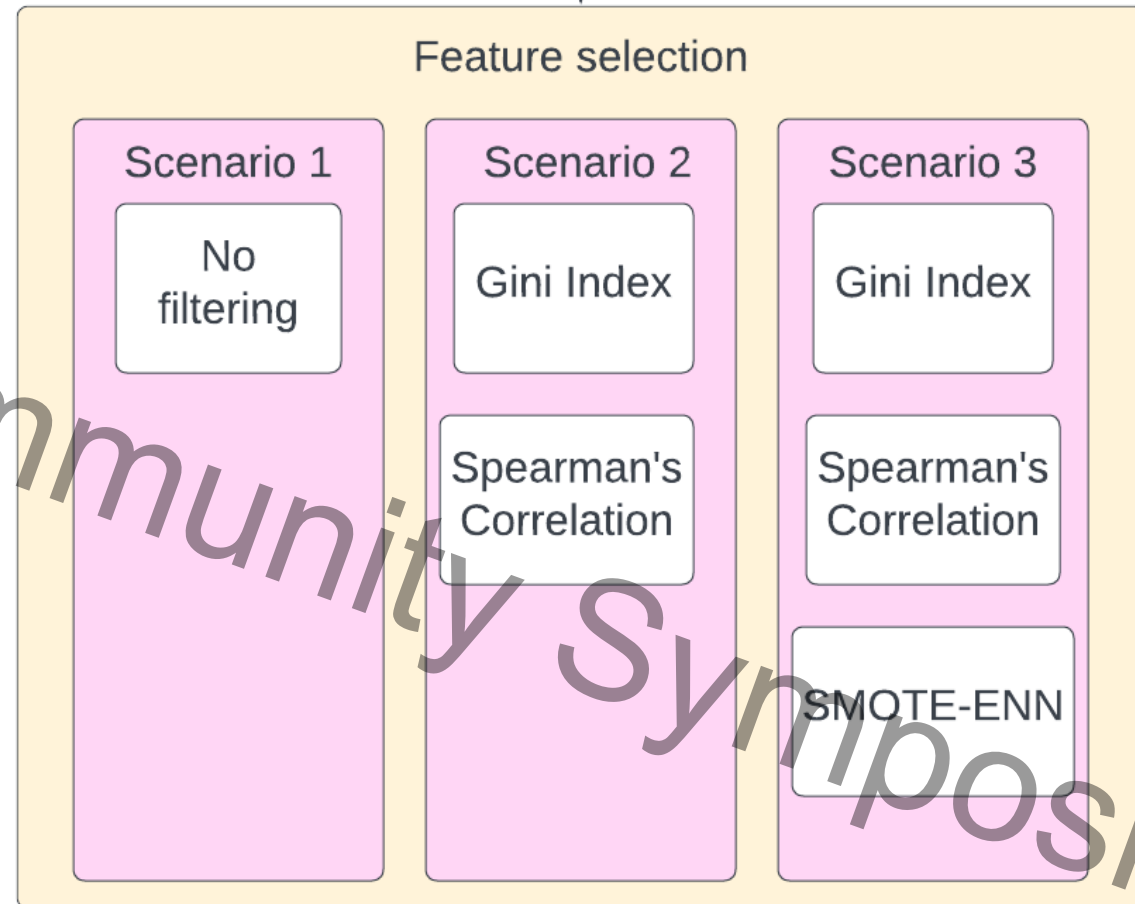 Feature selection
Scenario 1
No
filtering
Scenario 2
Gini Index
Spearman's
Correlation
Scenario 3
Gini Index
Spearman's
Correlation
SMOTE-ENN
mmunity Symposi